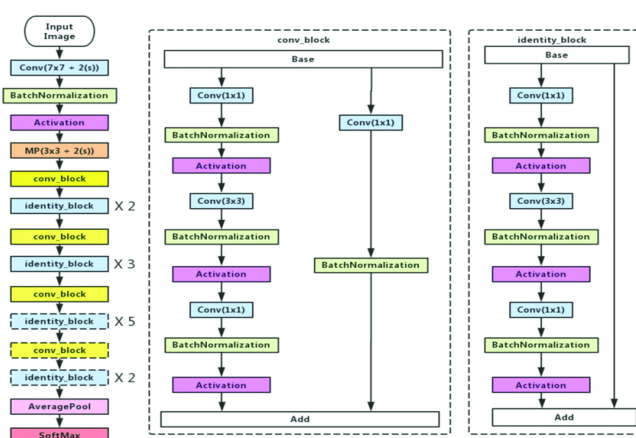 Input
Image
Conv(7x7 + 2(s))
BatchNormalization
Activation
MP(3x3 + 2(s))
conv_block
identity_block X 2
conv_block
identity_block X 3
conv_block
identity_block X 5
conv_block
identity_block X 2
AveragePool
SoftMax
conv_block
Base
Conv(1x1)
BatchNormalization
Activation
Conv(3x3)
BatchNormalization
Activation
Conv(1x1)
BatchNormalization
Activation
Conv(1x1)
BatchNormalization
Add
identity_block
Base
Conv(1x1)
BatchNormalization
Activation
Conv(3x3)
BatchNormalization
Activation
Conv(1x1)
BatchNormalization
Activation
Add